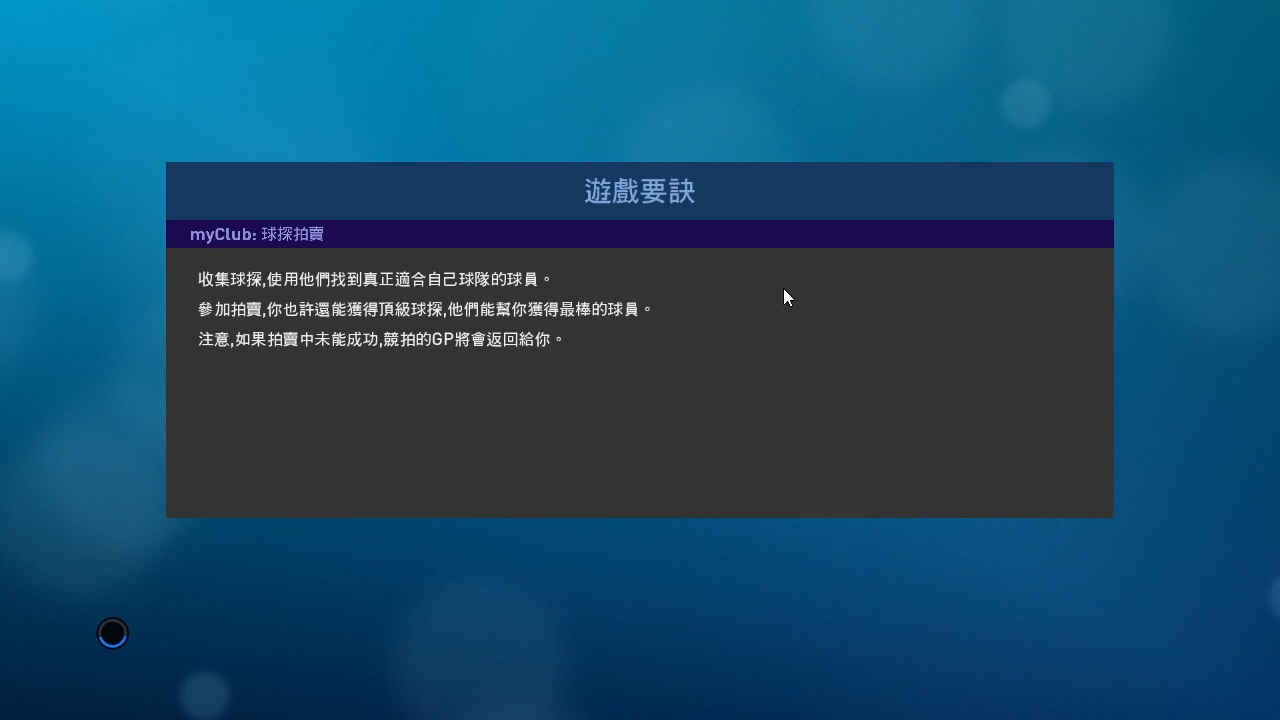 遊戲要訣
myClub: 球探拍賣
收集球探,使用他們找到真正適合自己球隊的球員。
參加拍賣,你也許還能獲得頂級球探,他們能幫你獲得最棒的球員。
注意,如果拍賣中未能成功,競拍的GP將會返回給你。